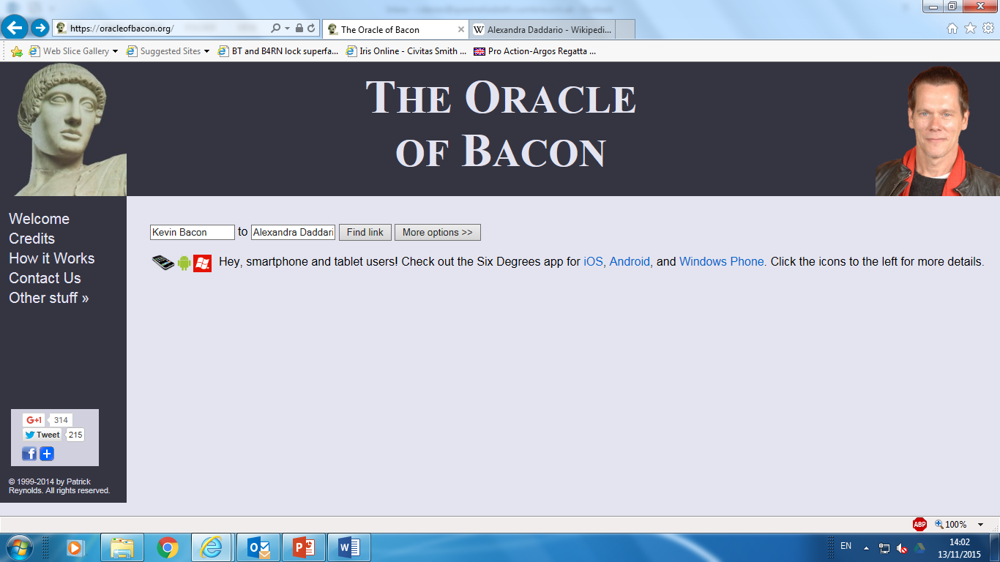 https://oracleofbacon.org/
The Oracle of Bacon
Alexandra Daddario - Wikipedi...
Web Slice Gallery
Suggested Sites
BT and B4RN lock superfa...
Iris Online - Civitas Smith ...
Pro Action-Argos Regatta ...
THE ORACLE
OF BACON
Welcome
Credits
How it Works
Contact Us
Other stuff »
Kevin Bacon to Alexandra Daddari Find link More options >>
Hey, smartphone and tablet users! Check out the Six Degrees app for iOS, Android, and Windows Phone. Click the icons to the left for more details.
G+1 314
Tweet 215
© 1999-2014 by Patrick
Reynolds. All rights reserved.
ABP 100%
EN
14:02
13/11/2015